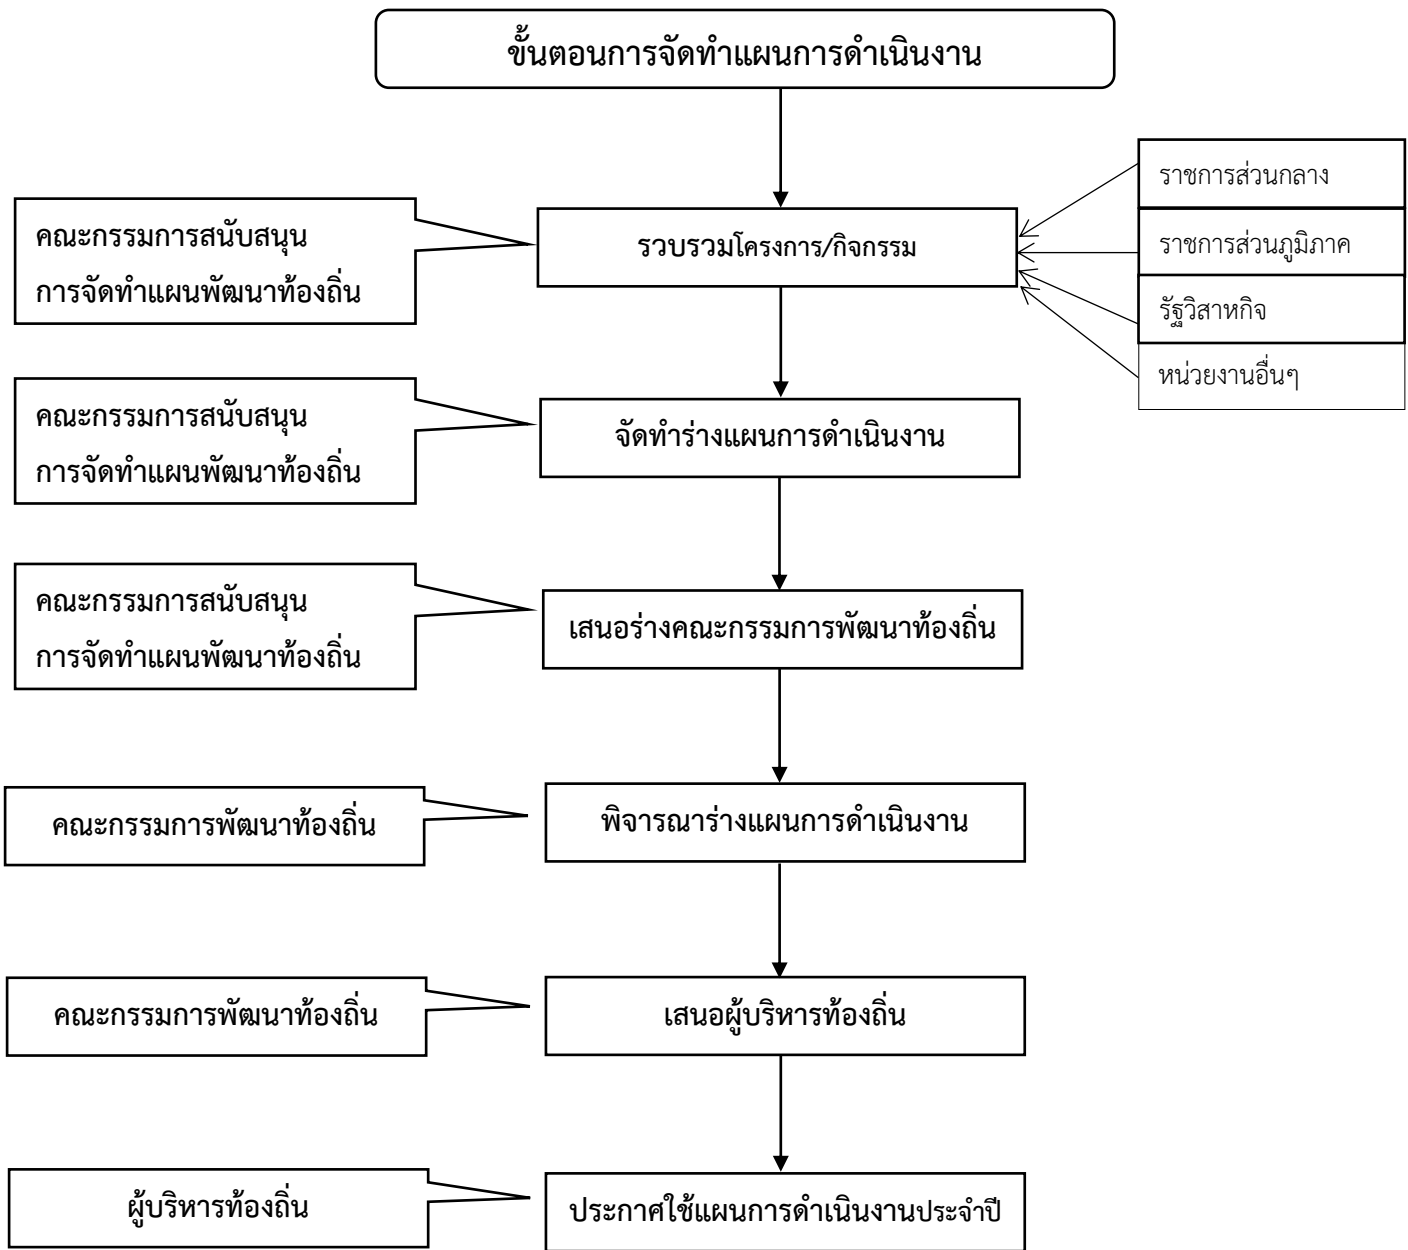 ขั้นตอนการจัดทำแผนการดำเนินงาน
ราชการส่วนกลาง
คณะกรรมการสนับสนุน
การจัดทำแผนพัฒนาท้องถิ่น
รวบรวมโครงการ/กิจกรรม
ราชการส่วนภูมิภาค
รัฐวิสาหกิจ
หน่วยงานอื่นๆ
คณะกรรมการสนับสนุน
การจัดทำแผนพัฒนาท้องถิ่น
จัดทำร่างแผนการดำเนินงาน
คณะกรรมการสนับสนุน
การจัดทำแผนพัฒนาท้องถิ่น
เสนอร่างคณะกรรมการพัฒนาท้องถิ่น
คณะกรรมการพัฒนาท้องถิ่น
พิจารณาร่างแผนการดำเนินงาน
คณะกรรมการพัฒนาท้องถิ่น
เสนอผู้บริหารท้องถิ่น
ผู้บริหารท้องถิ่น
ประกาศใช้แผนการดำเนินงานประจำปี